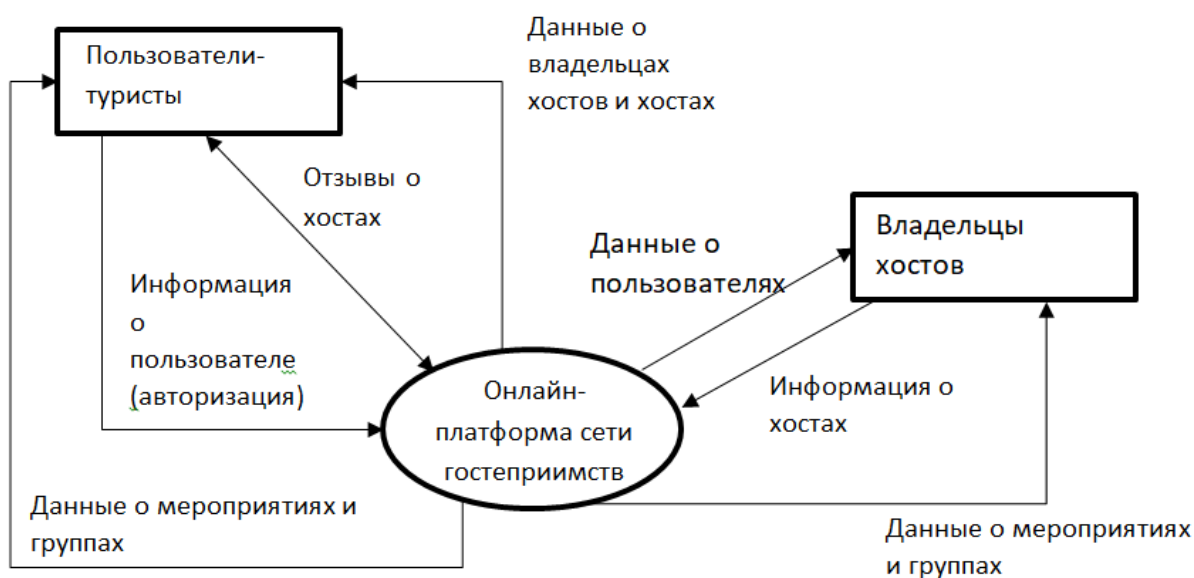 Пользователи-
туристы
Данные о
владельцах
хостов и хостах
Отзывы о
хостах
Владельцы
хостов
Данные о
пользователях
Информация
о
пользователе
(авторизация)
Онлайн-
платформа сети
гостеприимств
Информация о
хостах
Данные о мероприятиях и
группах
Данные о мероприятиях
и группах